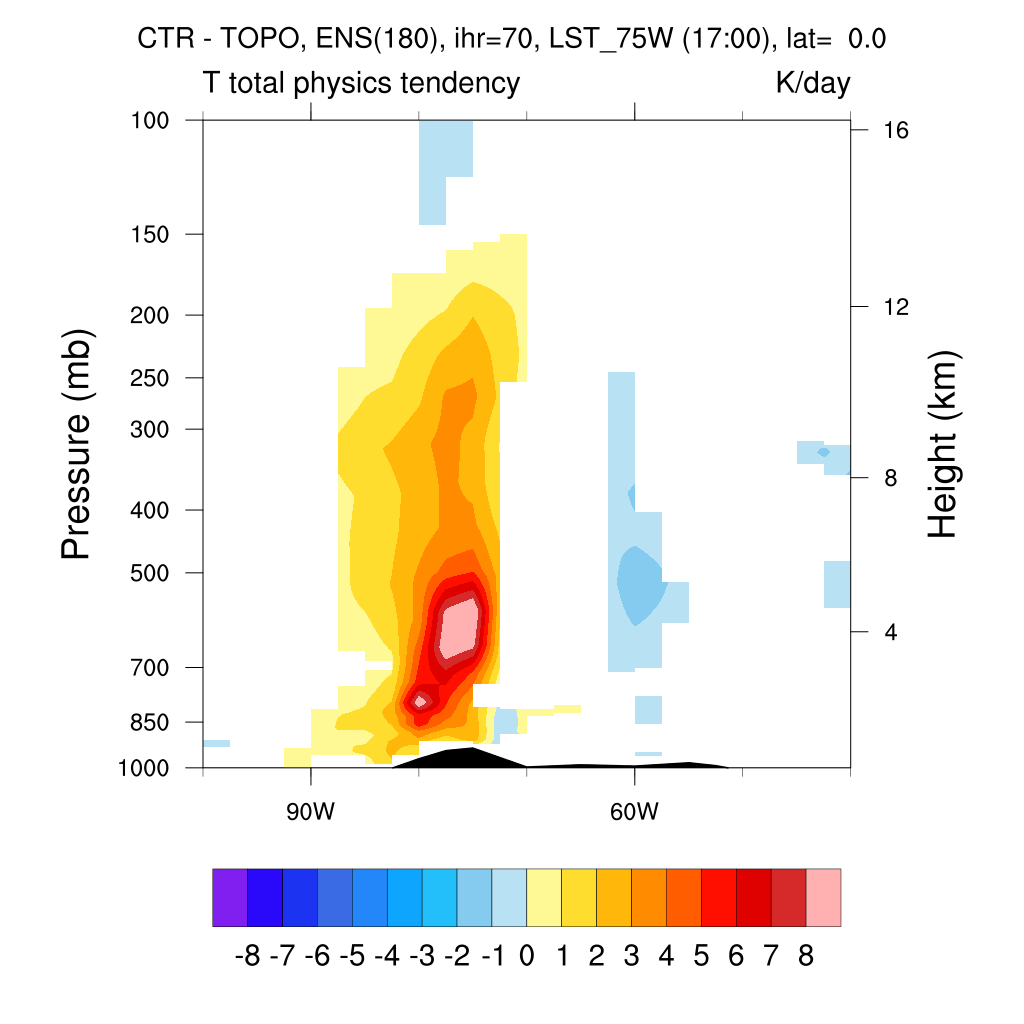 CTR - TOPO, ENS(180), ihr=70, LST_75W (17:00), lat=  0.0
T total physics tendency K/day
100
150
200
250
300
400
500
700
850
1000
Pressure (mb)
16
12
8
4
Height (km)
90W 60W
-8 -7 -6 -5 -4 -3 -2 -1 0 1 2 3 4 5 6 7 8